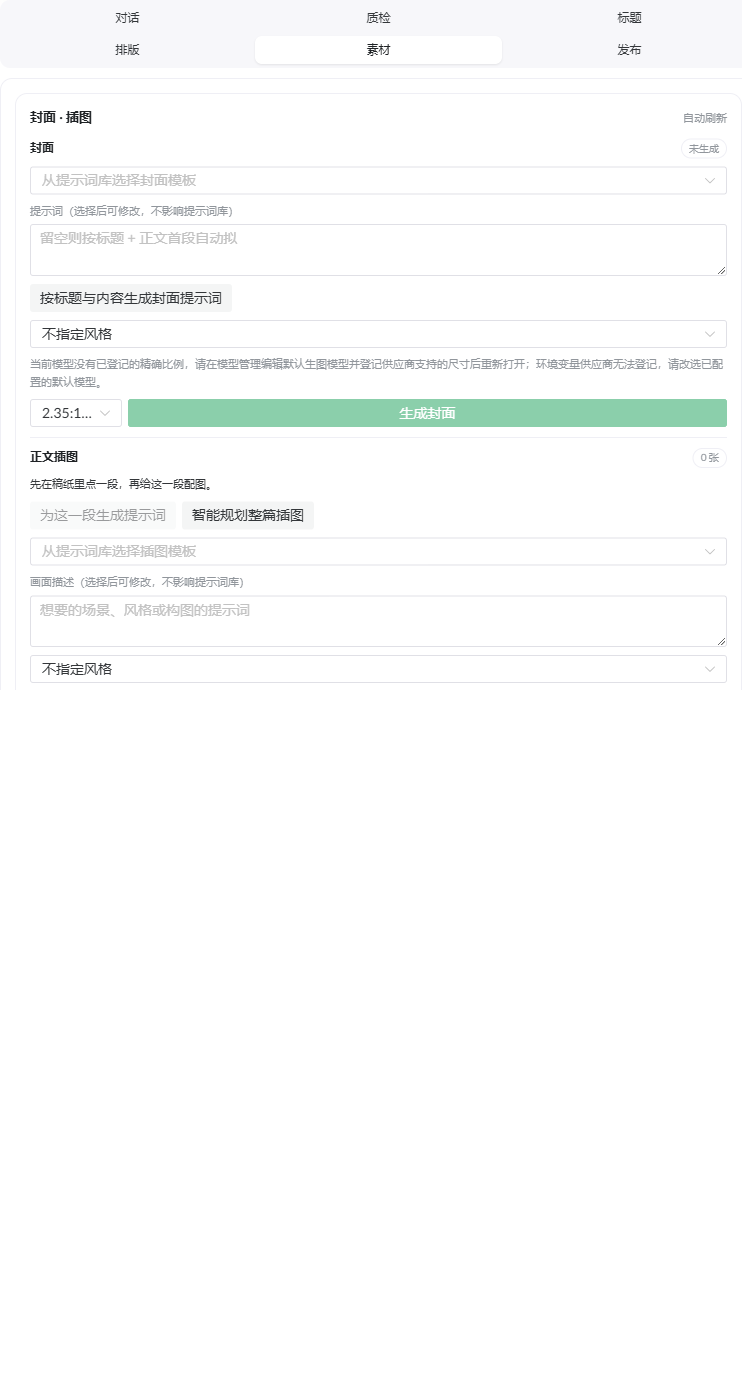 对话 质检 标题
排版 素材 发布
封面 · 插图 自动刷新
封面 未生成
从提示词库选择封面模板
提示词（选择后可修改，不影响提示词库）
留空则按标题 + 正文首段自动拟
按标题与内容生成封面提示词
不指定风格
当前模型没有已登记的精确比例，请在模型管理编辑默认生图模型并登记供应商支持的尺寸后重新打开；环境变量供应商无法登记，请改选已配
置的默认模型。
2.35:1... 生成封面
正文插图 0 张
先在稿纸里点一段，再给这一段配图。
为这一段生成提示词 智能规划整篇插图
从提示词库选择插图模板
画面描述（选择后可修改，不影响提示词库）
想要的场景、风格或构图的提示词
不指定风格